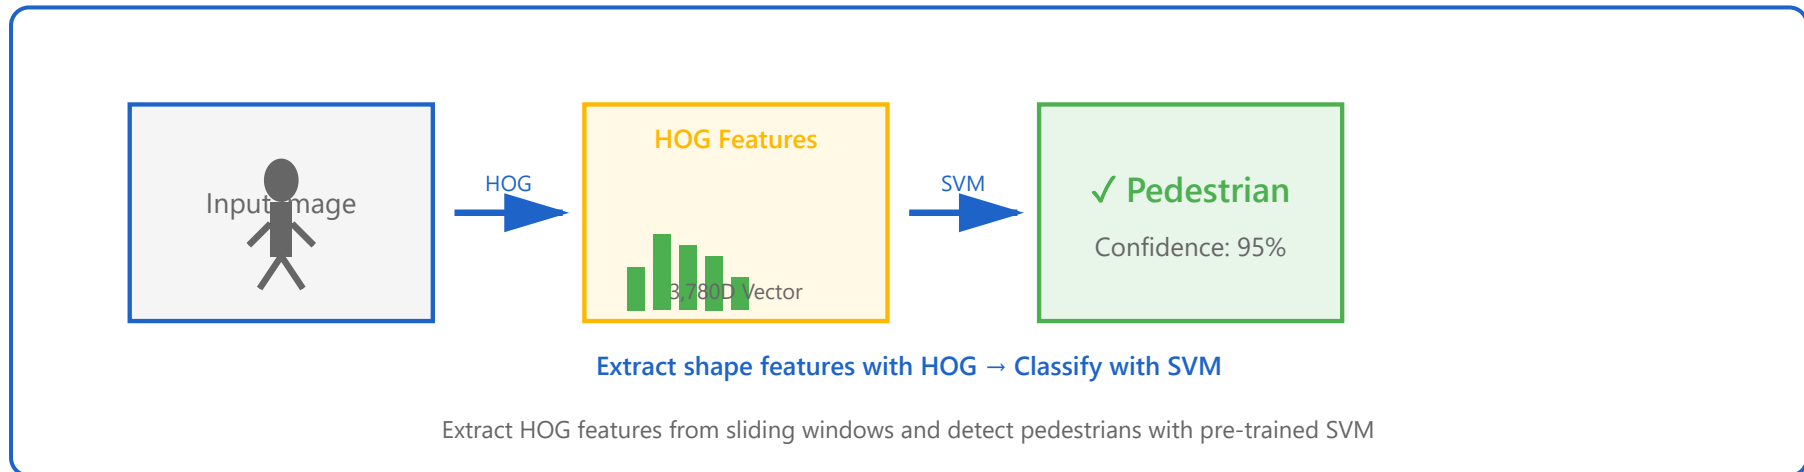 Input Image
HOG
HOG Features
3,780D Vector
SVM
✓ Pedestrian
Confidence: 95%
Extract shape features with HOG → Classify with SVM
Extract HOG features from sliding windows and detect pedestrians with pre-trained SVM